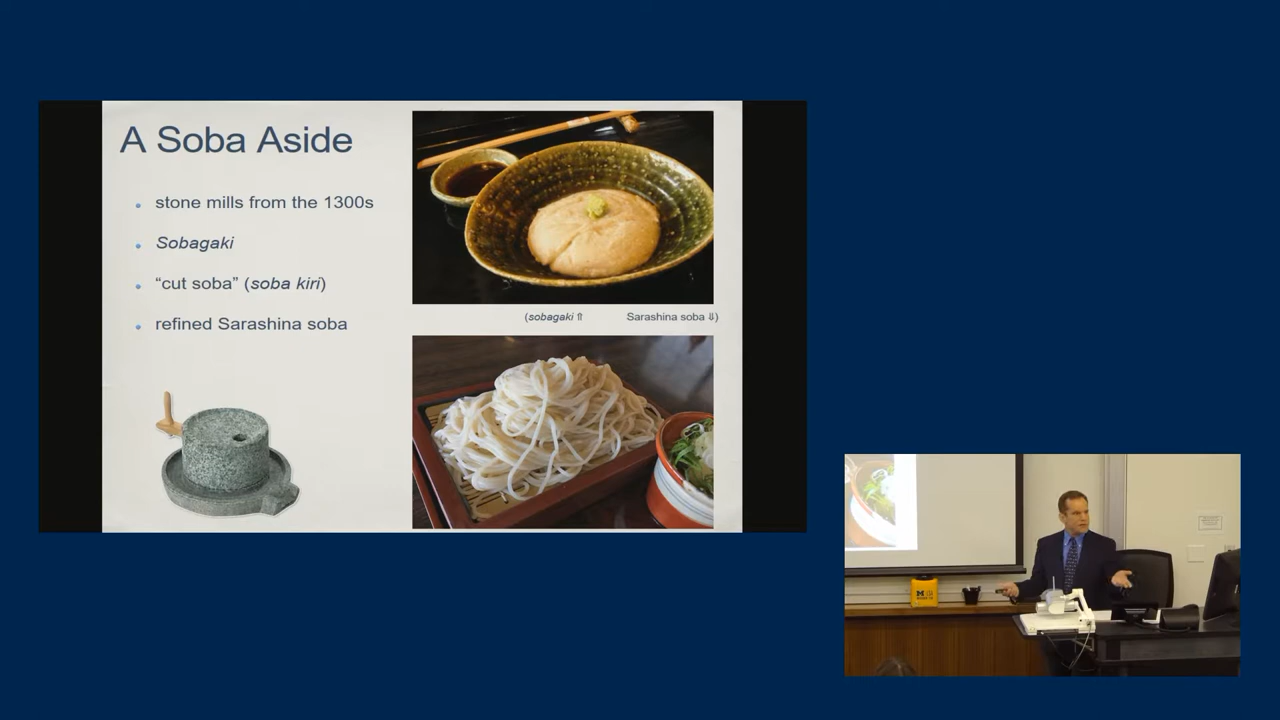 A Soba Aside
stone mills from the 1300s
Sobagaki
“cut soba” (soba kiri)
refined Sarashina soba
(sobagaki ⇑ Sarashina soba ⇓)
M